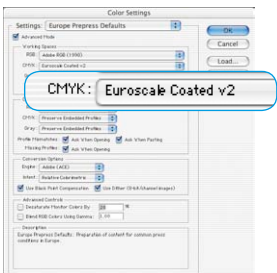 Color Settings
Settings: Europe Prepress Defaults
OK
Advanced Mode
Cancel
Working Spaces
RGB: Adobe RGB (1998)
Load...
CMYK: Euroscale Coated v2
CMYK: Euroscale Coated v2
CMYK: Preserve Embedded Profiles
Gray: Preserve Embedded Profiles
Profile Mismatches: Ask When Opening Ask When Pasting
Missing Profiles: Ask When Opening
Conversion Options
Engine: Adobe (ACE)
Intent: Relative Colorimetric
Use Black Point Compensation Use Dither (8-bit/channel images)
Advanced Controls
Desaturate Monitor Colors By: 20 %
Blend RGB Colors Using Gamma: 1.00
Description
Europe Prepress Defaults: Preparation of content for common press
conditions in Europe.